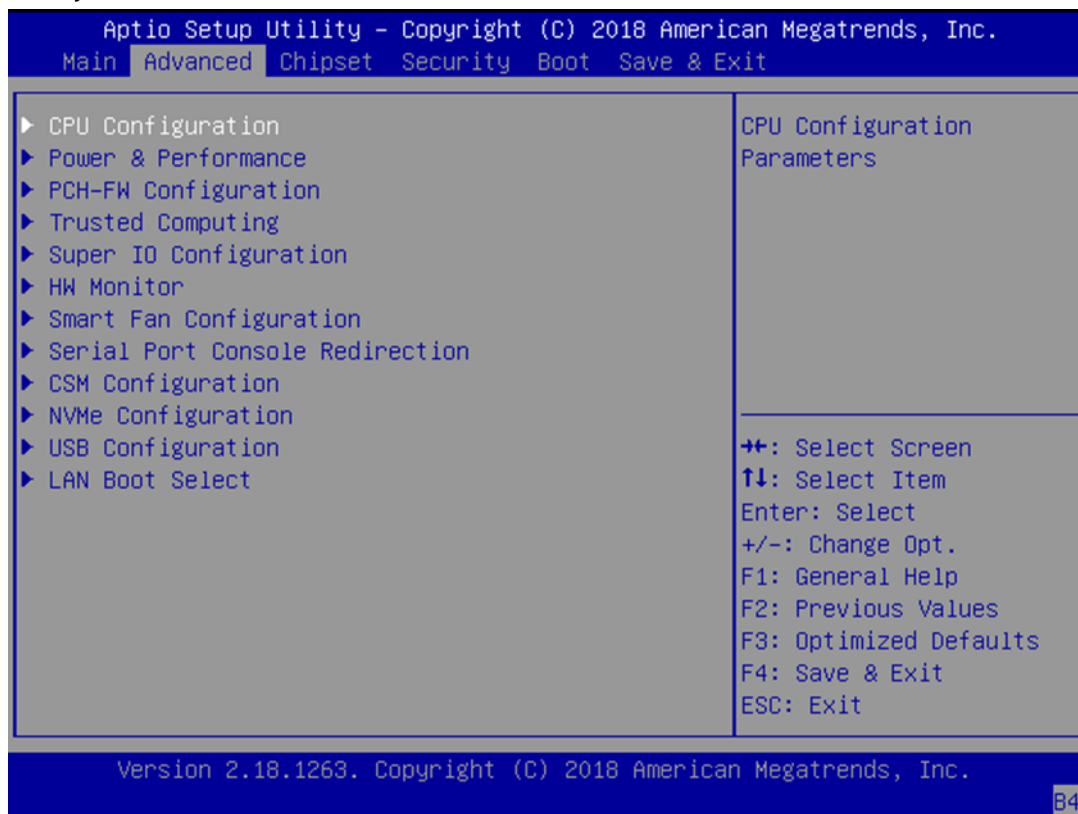 Aptio Setup Utility – Copyright (C) 2018 American Megatrends, Inc.
Main Advanced Chipset Security Boot Save & Exit
▶ CPU Configuration
▶ Power & Performance
▶ PCH-FW Configuration
▶ Trusted Computing
▶ Super IO Configuration
▶ HW Monitor
▶ Smart Fan Configuration
▶ Serial Port Console Redirection
▶ CSM Configuration
▶ NVMe Configuration
▶ USB Configuration
▶ LAN Boot Select
CPU Configuration
Parameters
→←: Select Screen
↑↓: Select Item
Enter: Select
+/-: Change Opt.
F1: General Help
F2: Previous Values
F3: Optimized Defaults
F4: Save & Exit
ESC: Exit
Version 2.18.1263. Copyright (C) 2018 American Megatrends, Inc.
B4